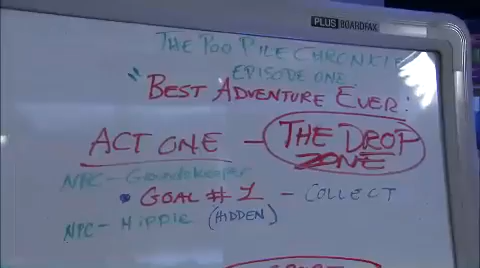 PLUS BOARDFAX
THE POO PILE CHRONICLE
EPISODE ONE
"BEST ADVENTURE EVER:
ACT ONE - THE DROP ZONE
NPC - Groundskeeper
• GOAL # 1 - COLLECT
NPC - HIPPIE (HIDDEN)